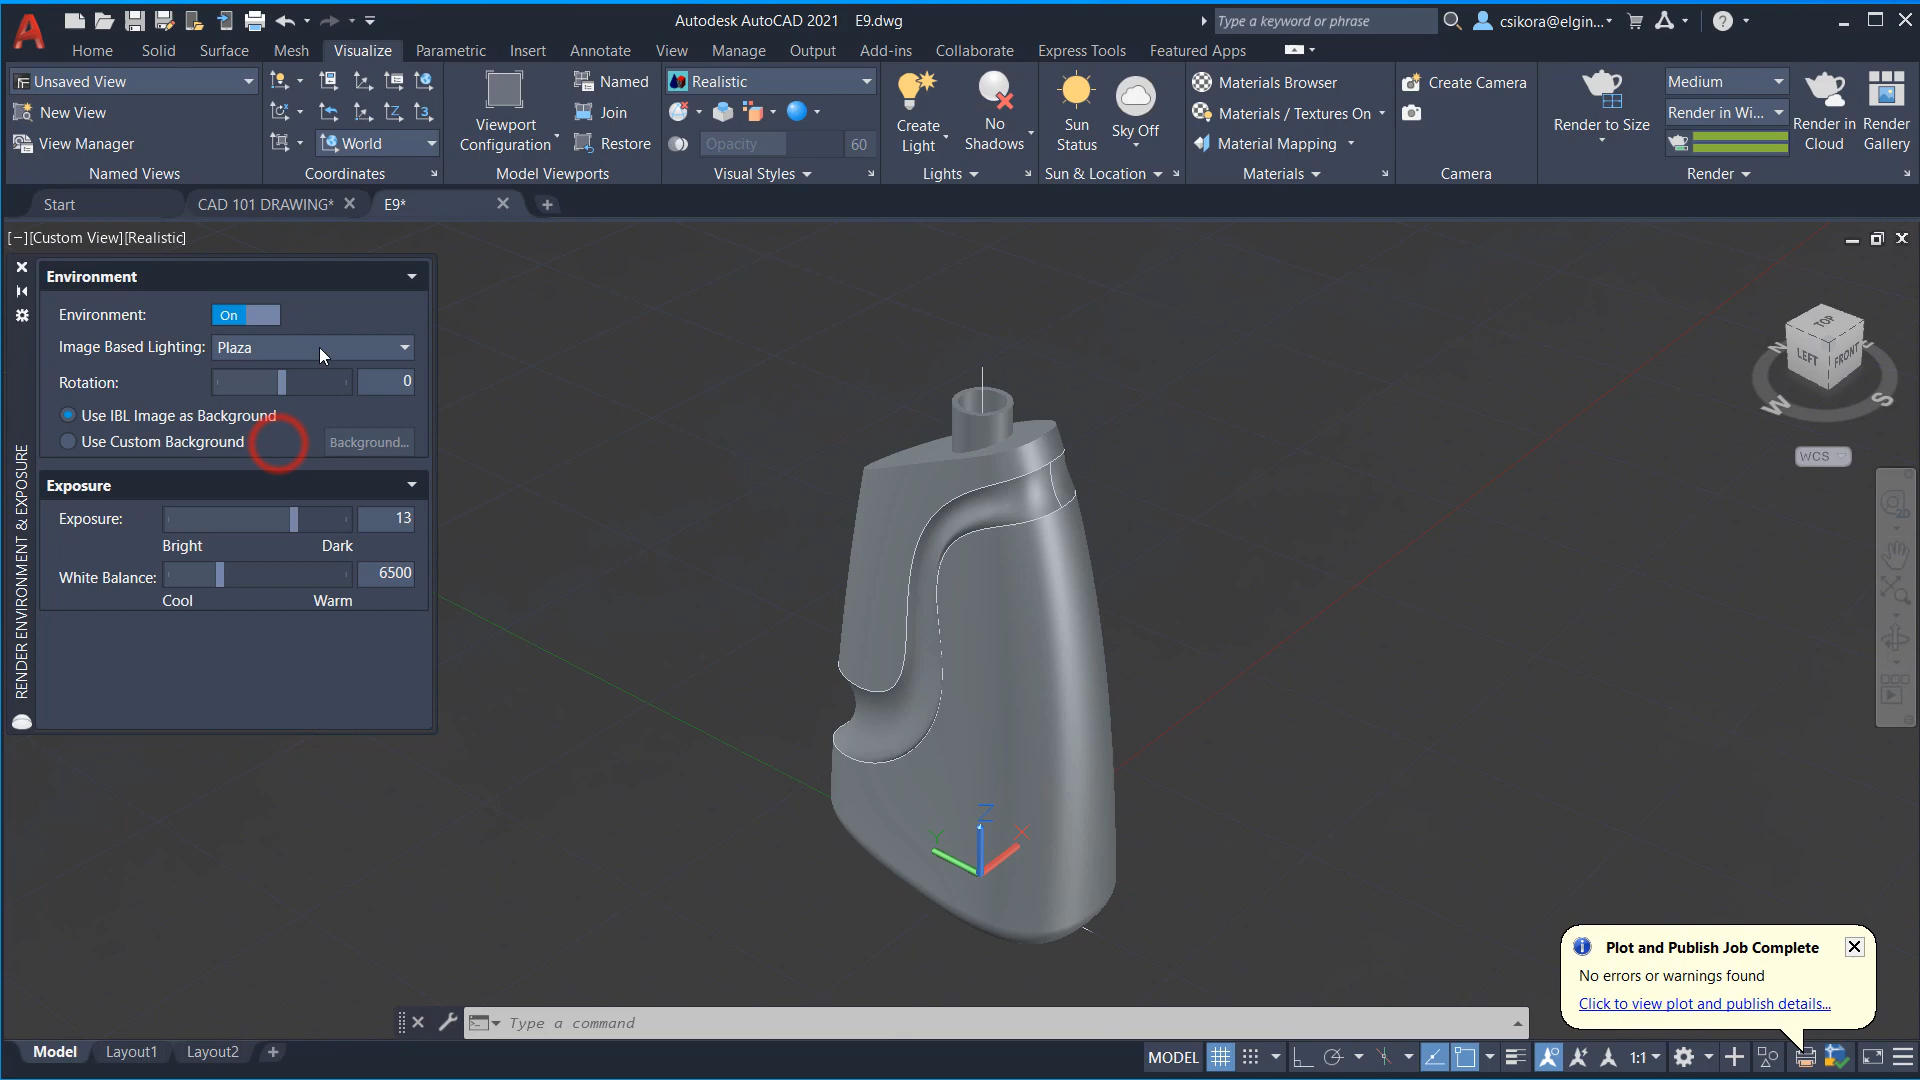 Autodesk AutoCAD 2021 E9.dwg
Type a keyword or phrase
csikora@elgin...
Home Solid Surface Mesh Visualize Parametric Insert Annotate View Manage Output Add-ins Collaborate Express Tools Featured Apps
Unsaved View
New View
View Manager
Named Views
World
Coordinates
Viewport
Configuration
Named
Join
Restore
Model Viewports
Realistic
Opacity 60
Visual Styles
Create
Light
No
Shadows
Lights
Sun
Status
Sky Off
Sun & Location
Materials Browser
Materials / Textures On
Material Mapping
Materials
Create Camera
Camera
Render to Size
Medium
Render in Wi...
Render in
Cloud
Render
Gallery
Render
Start CAD 101 DRAWING* E9*
[−][Custom View][Realistic]
Environment
Environment: On
Image Based Lighting: Plaza
Rotation: 0
Use IBL Image as Background
Use Custom Background Background...
Exposure
Exposure: 13
Bright Dark
White Balance: 6500
Cool Warm
RENDER ENVIRONMENT & EXPOSURE
TOP
LEFT FRONT
N
W S
WCS
Z
Y X
Plot and Publish Job Complete
No errors or warnings found
Click to view plot and publish details...
Type a command
Model Layout1 Layout2
MODEL 1:1